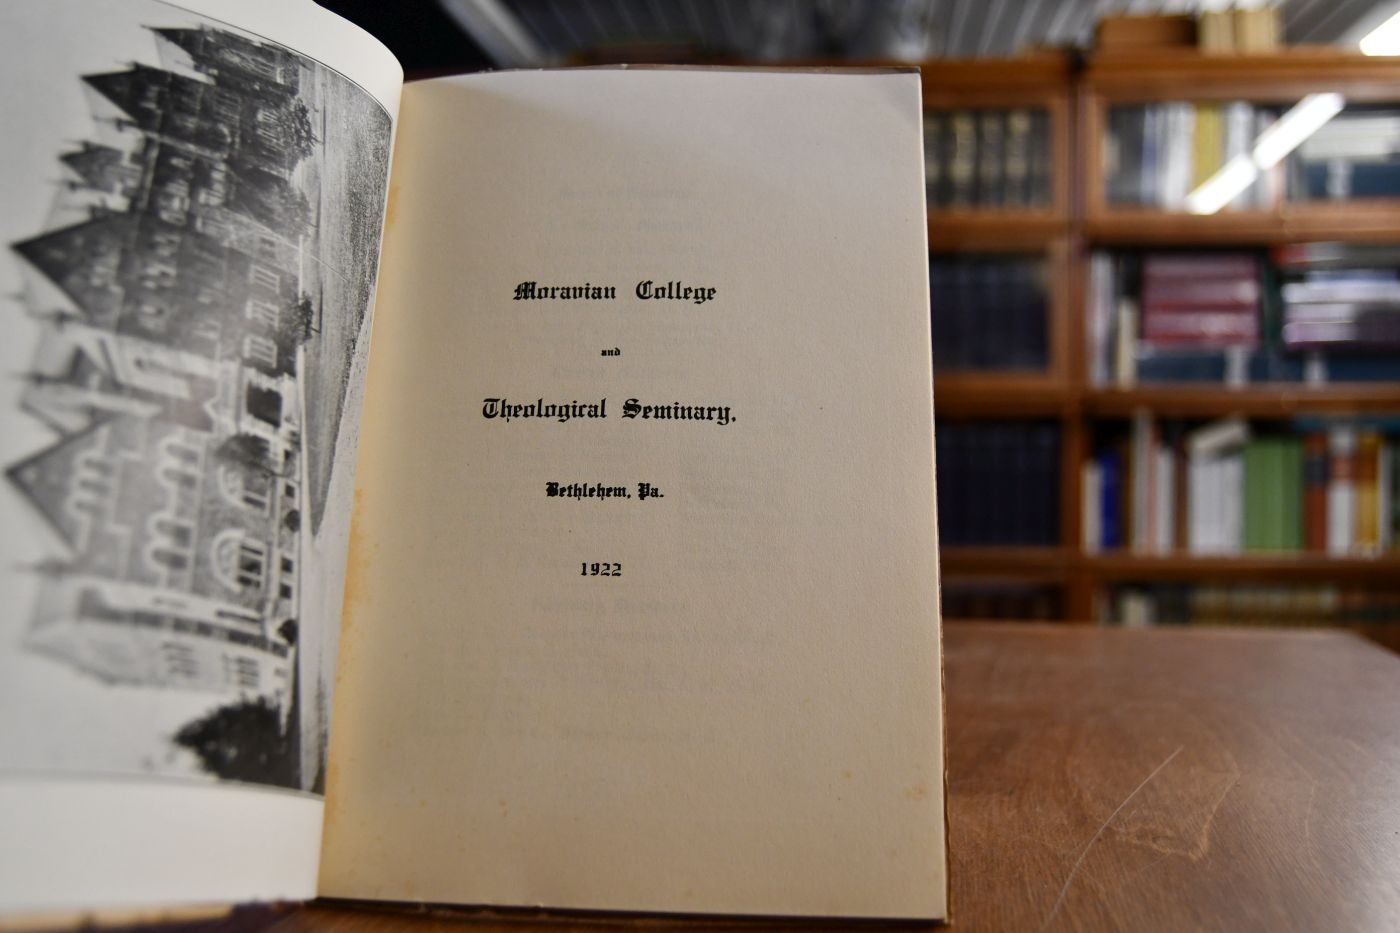 Moravian College
and
Theological Seminary,
Bethlehem, Pa.
1922